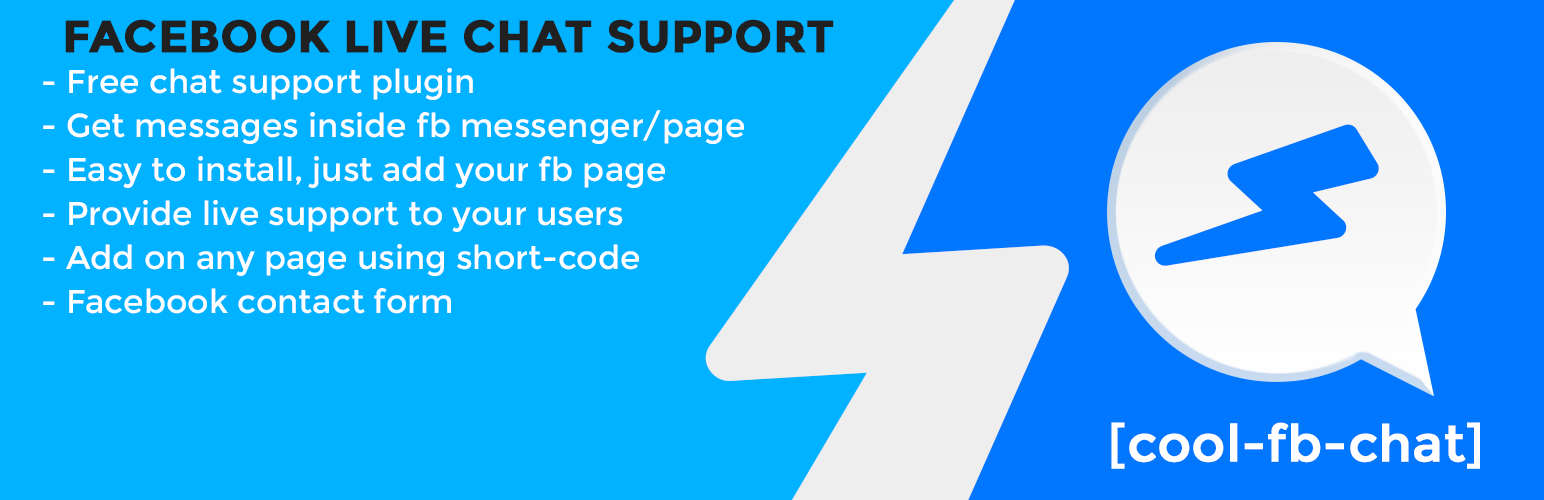 FACEBOOK LIVE CHAT SUPPORT
- Free chat support plugin
- Get messages inside fb messenger/page
- Easy to install, just add your fb page
- Provide live support to your users
- Add on any page using short-code
- Facebook contact form
[cool-fb-chat]